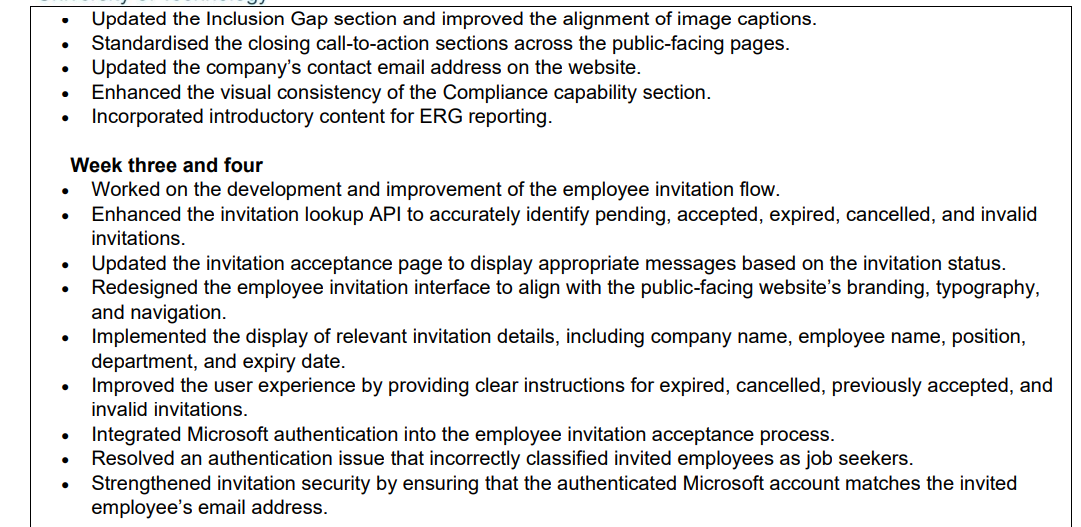 • Updated the Inclusion Gap section and improved the alignment of image captions.
• Standardised the closing call-to-action sections across the public-facing pages.
• Updated the company’s contact email address on the website.
• Enhanced the visual consistency of the Compliance capability section.
• Incorporated introductory content for ERG reporting.
Week three and four
• Worked on the development and improvement of the employee invitation flow.
• Enhanced the invitation lookup API to accurately identify pending, accepted, expired, cancelled, and invalid
invitations.
• Updated the invitation acceptance page to display appropriate messages based on the invitation status.
• Redesigned the employee invitation interface to align with the public-facing website’s branding, typography,
and navigation.
• Implemented the display of relevant invitation details, including company name, employee name, position,
department, and expiry date.
• Improved the user experience by providing clear instructions for expired, cancelled, previously accepted, and
invalid invitations.
• Integrated Microsoft authentication into the employee invitation acceptance process.
• Resolved an authentication issue that incorrectly classified invited employees as job seekers.
• Strengthened invitation security by ensuring that the authenticated Microsoft account matches the invited
employee’s email address.